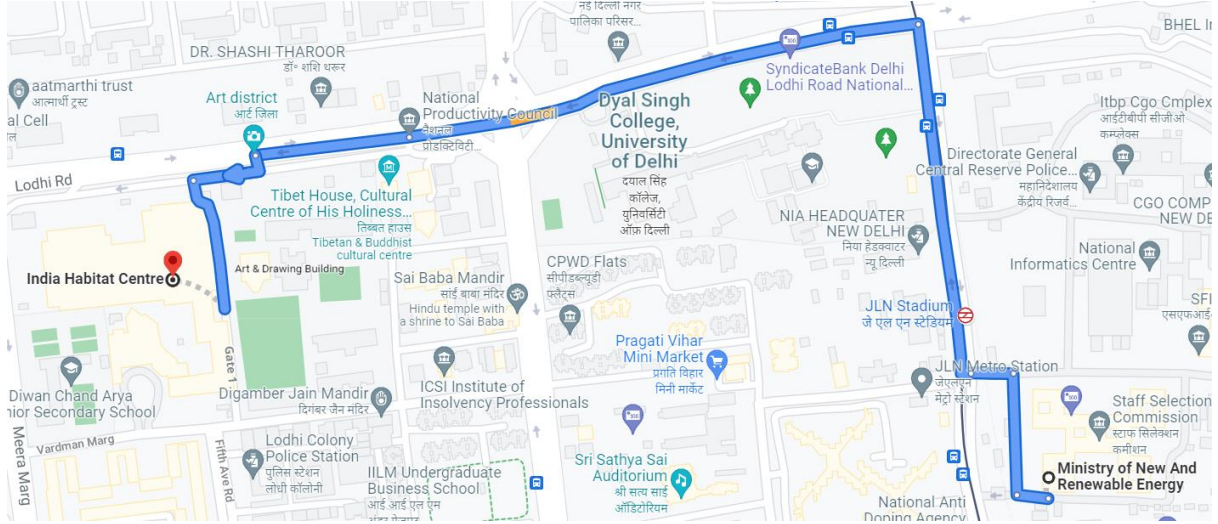 नई दिल्ली नगर
पालिका परिसर...
BHEL In
DR. SHASHI THAROOR
डॉ॰ शशि थरूर
aatmarthi trust
आत्मार्थी ट्रस्ट
al Cell
Art district
आर्ट जिला
National
Productivity Council
नैशनल
प्रोडक्टिविटी...
SyndicateBank Delhi
Lodhi Road National...
Dyal Singh
College,
University
of Delhi
दयाल सिंह
कॉलेज,
यूनिवर्सिटी
ऑफ़ दिल्ली
Itbp Cgo Cmplex
आईटीबीपी सीजीओ
कम्प्लेक्स
Directorate General
Central Reserve Police...
महानिदेशालय
केंद्रीय रिजर्व...
CGO COMP
NEW DE
Lodhi Rd
Tibet House, Cultural
Centre of His Holiness...
तिब्बत हाउस
Tibetan & Buddhist
cultural centre
NIA HEADQUATER
NEW DELHI
निया हेडक्वाटर
न्यू दिल्ली
National
Informatics Centre
India Habitat Centre
Art & Drawing Building
Sai Baba Mandir
साई बाबा मंदिर
Hindu temple with
a shrine to Sai Baba
CPWD Flats
सीपीडब्ल्यूडी
फ्लैट्स
JLN Stadium
जे एल एन स्टेडियम
SFI
एसएफआई
Pragati Vihar
Mini Market
प्रगति विहार
मिनी मार्केट
Gate 1
JLN Metro Station
जेएलएन
मेट्रो स्टेशन
Diwan Chand Arya
nior Secondary School
Digamber Jain Mandir
दिगंबर जैन मंदिर
ICSI Institute of
Insolvency Professionals
Staff Selection
Commission
स्टाफ सिलेक्शन
कमीशन
Meera Marg
Vardman Marg
Fifth Ave Rd
Lodhi Colony
Police Station
पुलिस स्टेशन
लोधी कॉलोनी
IILM Undergraduate
Business School
आई आई एल एम
Sri Sathya Sai
Auditorium
श्री सत्य साई
ऑडिटोरियम
Ministry of New And
Renewable Energy
National Anti
Doping Agency